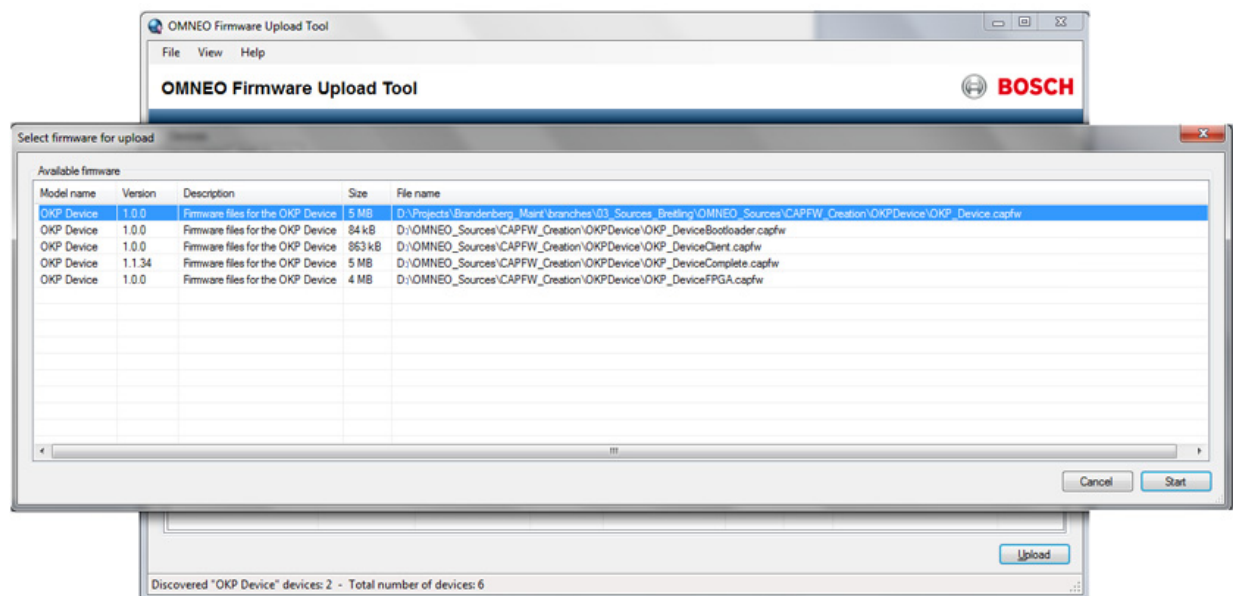 OMNEO Firmware Upload Tool
File View Help
OMNEO Firmware Upload Tool
BOSCH
Select firmware for upload
Available firmware
Model name Version Description Size File name
OKP Device 1.0.0 Firmware files for the OKP Device 5 MB D:\Projects\Brandenberg_Maint\branches\03_Sources_Breitling\OMNEO_Sources\CAPFW_Creation\OKPDevice\OKP_Device.capfw
OKP Device 1.0.0 Firmware files for the OKP Device 84 kB D:\OMNEO_Sources\CAPFW_Creation\OKPDevice\OKP_DeviceBootloader.capfw
OKP Device 1.0.0 Firmware files for the OKP Device 863 kB D:\OMNEO_Sources\CAPFW_Creation\OKPDevice\OKP_DeviceClient.capfw
OKP Device 1.1.34 Firmware files for the OKP Device 5 MB D:\OMNEO_Sources\CAPFW_Creation\OKPDevice\OKP_DeviceComplete.capfw
OKP Device 1.0.0 Firmware files for the OKP Device 4 MB D:\OMNEO_Sources\CAPFW_Creation\OKPDevice\OKP_DeviceFPGA.capfw
Cancel Start
Upload
Discovered "OKP Device" devices: 2 - Total number of devices: 6